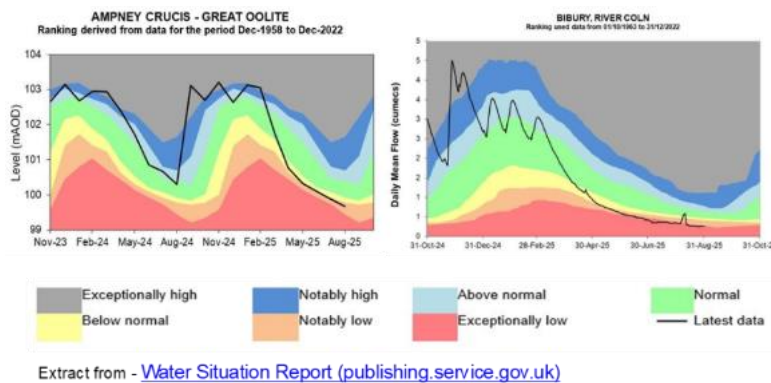 AMPNEY CRUCIS - GREAT OOLITE
Ranking derived from data for the period Dec-1958 to Dec-2022
Level (mAOD)
104
103
102
101
100
99
Nov-23 Feb-24 May-24 Aug-24 Nov-24 Feb-25 May-25 Aug-25
BIBURY, RIVER COLN
Ranking used data from 01/10/1963 to 31/12/2022
Daily Mean Flow (cumecs)
5
5
4
4
3
3
2
2
1
1
0
31-Oct-24 31-Dec-24 28-Feb-25 30-Apr-25 30-Jun-25 31-Aug-25 31-Oct-25
Exceptionally high Notably high Above normal Normal
Below normal Notably low Exceptionally low Latest data
Extract from - Water Situation Report (publishing.service.gov.uk)